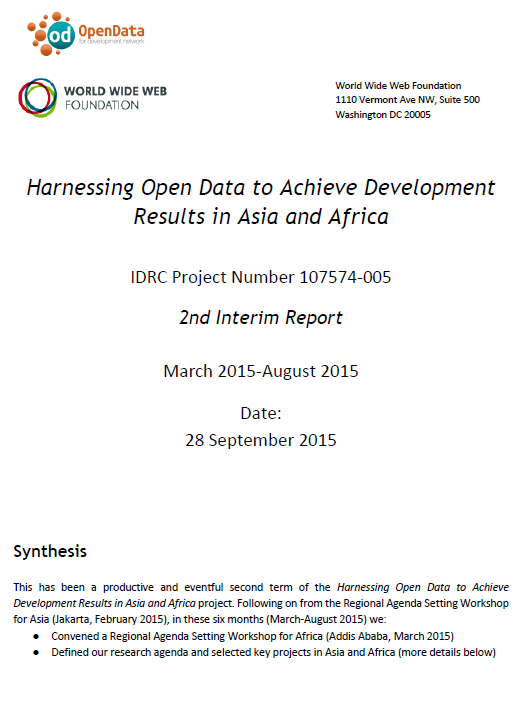 od OpenData
for development network
WORLD WIDE WEB
FOUNDATION
World Wide Web Foundation
1110 Vermont Ave NW, Suite 500
Washington DC 20005
Harnessing Open Data to Achieve Development
Results in Asia and Africa
IDRC Project Number 107574-005
2nd Interim Report
March 2015-August 2015
Date:
28 September 2015
Synthesis
This has been a productive and eventful second term of the Harnessing Open Data to Achieve
Development Results in Asia and Africa project. Following on from the Regional Agenda Setting Workshop
for Asia (Jakarta, February 2015), in these six months (March-August 2015) we:
● Convened a Regional Agenda Setting Workshop for Africa (Addis Ababa, March 2015)
● Defined our research agenda and selected key projects in Asia and Africa (more details below)